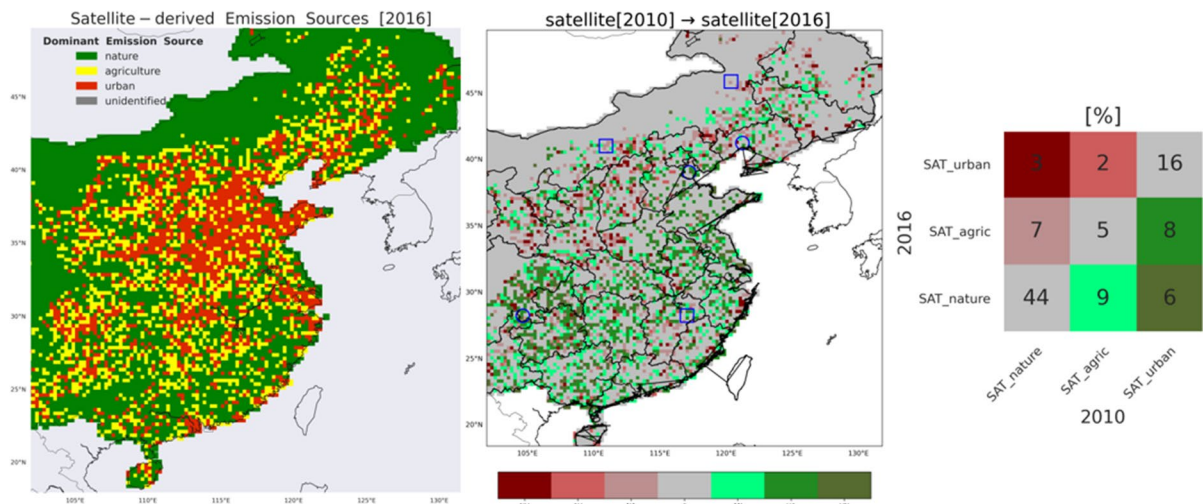 Satellite – derived Emission Sources [2016]
Dominant Emission Source
nature
agriculture
urban
unidentified
45°N
40°N
35°N
30°N
25°N
20°N
105°E 110°E 115°E 120°E 125°E 130°E
satellite[2010] → satellite[2016]
45°N
40°N
35°N
30°N
25°N
20°N
105°E 110°E 115°E 120°E 125°E 130°E
[%]
SAT_urban 3 2 16
SAT_agric 7 5 8
SAT_nature 44 9 6
2016
SAT_nature SAT_agric SAT_urban
2010